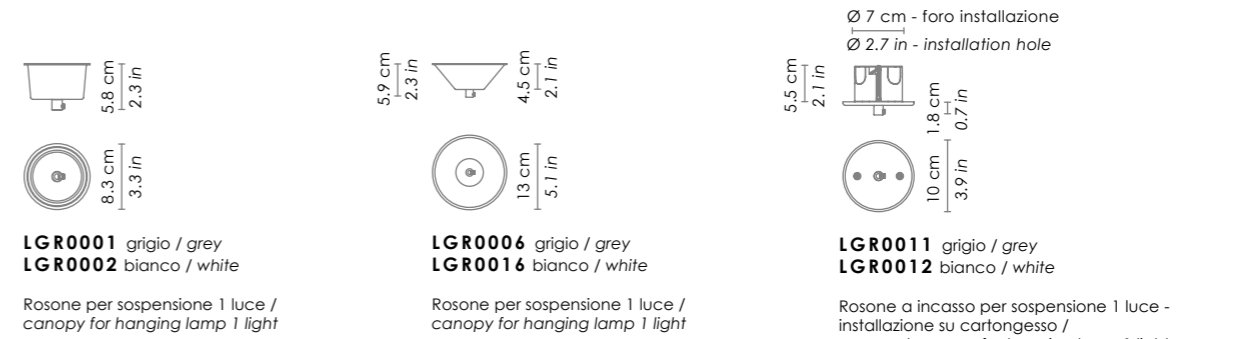 5.8 cm
2.3 in
8.3 cm
3.3 in
LGR0001 grigio / grey
LGR0002 bianco / white
Rosone per sospensione 1 luce /
canopy for hanging lamp 1 light
5.9 cm
2.3 in
4.5 cm
2.1 in
13 cm
5.1 in
LGR0006 grigio / grey
LGR0016 bianco / white
Rosone per sospensione 1 luce /
canopy for hanging lamp 1 light
Ø 7 cm - foro installazione
Ø 2.7 in - installation hole
5.5 cm
2.1 in
1.8 cm
0.7 in
10 cm
3.9 in
LGR0011 grigio / grey
LGR0012 bianco / white
Rosone a incasso per sospensione 1 luce -
installazione su cartongesso /